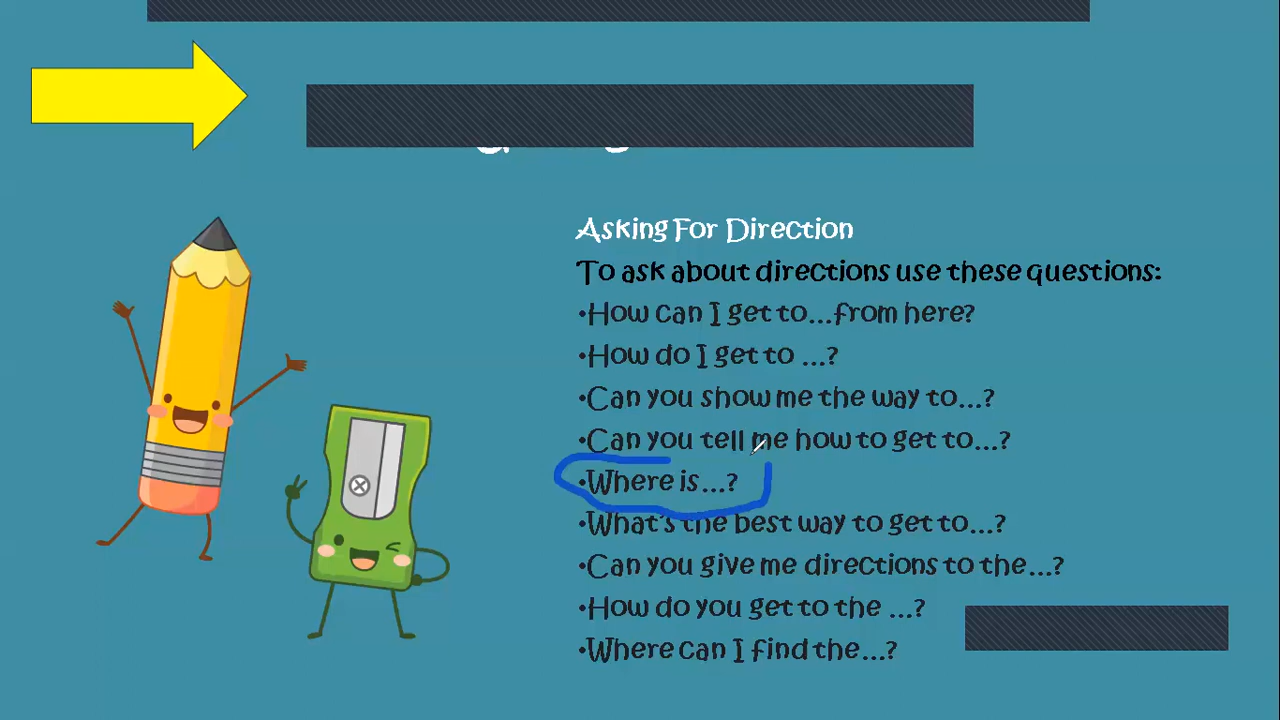 Asking For Direction
To ask about directions use these questions:
•How can I get to...from here?
•How do I get to ...?
•Can you show me the way to...?
•Can you tell me how to get to...?
•Where is...?
•What's the best way to get to...?
•Can you give me directions to the...?
•How do you get to the ...?
•Where can I find the...?